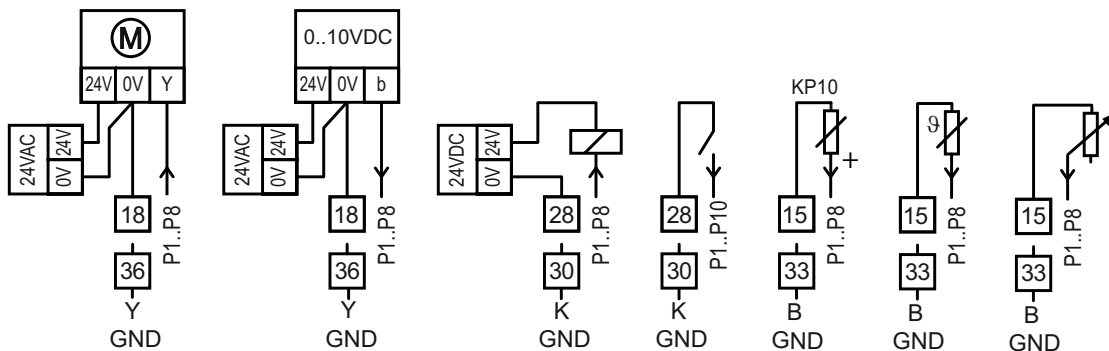 M
24V 0V Y
24VAC
24V
0V
18
P1..P8
36
Y
GND
0..10VDC
24V 0V b
24VAC
24V
0V
18
P1..P8
36
Y
GND
24VDC
24V
0V
28
P1..P8
30
K
GND
28
P1..P10
30
K
GND
KP10
+
15
P1..P8
33
B
GND
ϑ
15
P1..P8
33
B
GND
15
P1..P8
33
B
GND